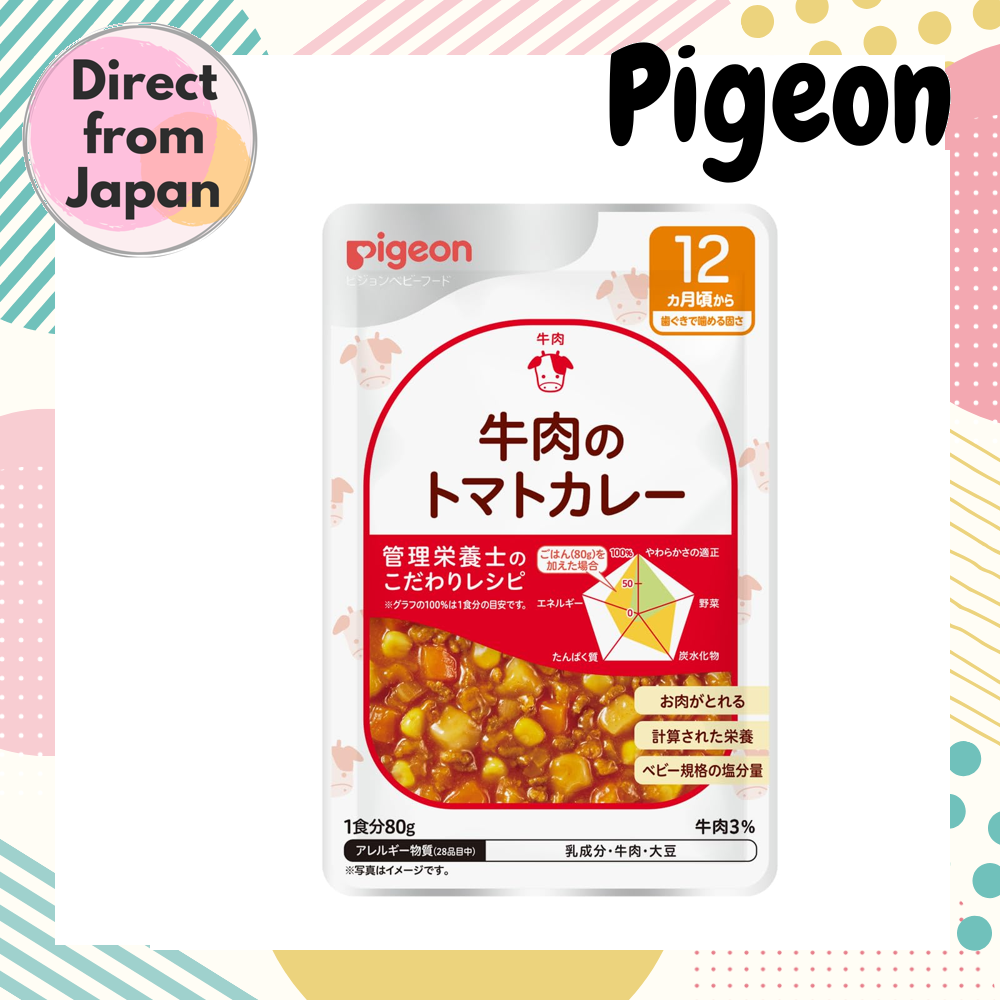 Direct
from
Japan
Pigeon
pigeon
ピジョンベビーフード
12
ヵ月頃から
歯ぐきで噛める固さ
牛肉
牛肉の
トマトカレー
管理栄養士の
こだわりレシピ
※グラフの100%は1食分の目安です。
ごはん(80g)を
加えた場合
100%
やわらかさの適正
50
エネルギー
0
野菜
たんぱく質
炭水化物
お肉がとれる
計算された栄養
ベビー規格の塩分量
1食分80g
牛肉3%
アレルギー物質(28品目中)
乳成分・牛肉・大豆
※写真はイメージです。